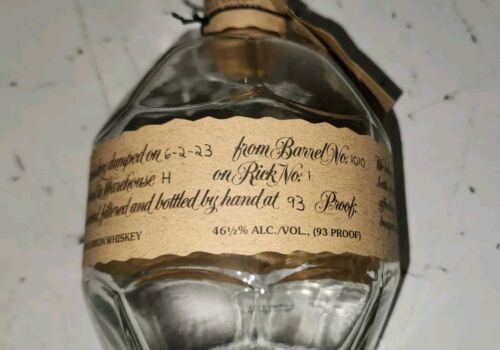 dumped on 6-2-23 from Barrel No. 1010
in Warehouse H on Rick No. 1
filtered and bottled by hand at 93 Proof.
WHISKEY 46½% ALC./VOL., (93 PROOF)